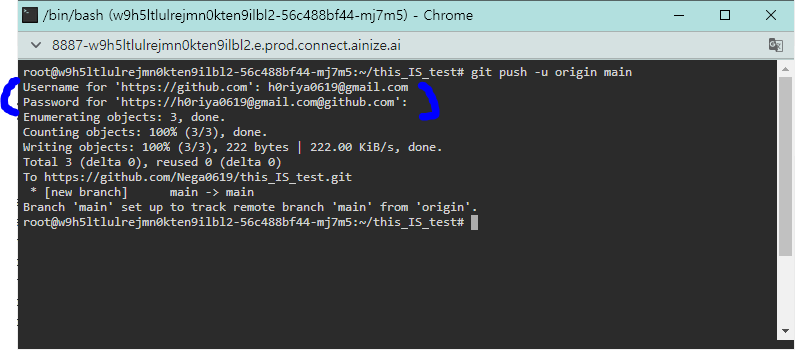 /bin/bash (w9h5ltlulrejmn0kten9ilbl2-56c488bf44-mj7m5) - Chrome
8887-w9h5ltlulrejmn0kten9ilbl2.e.prod.connect.ainize.ai
root@w9h5ltlulrejmn0kten9ilbl2-56c488bf44-mj7m5:~/this_IS_test# git push -u origin main
Username for 'https://github.com': h0riya0619@gmail.com
Password for 'https://h0riya0619@gmail.com@github.com':
Enumerating objects: 3, done.
Counting objects: 100% (3/3), done.
Writing objects: 100% (3/3), 222 bytes | 222.00 KiB/s, done.
Total 3 (delta 0), reused 0 (delta 0)
To https://github.com/Nega0619/this_IS_test.git
 * [new branch]      main -> main
Branch 'main' set up to track remote branch 'main' from 'origin'.
root@w9h5ltlulrejmn0kten9ilbl2-56c488bf44-mj7m5:~/this_IS_test#